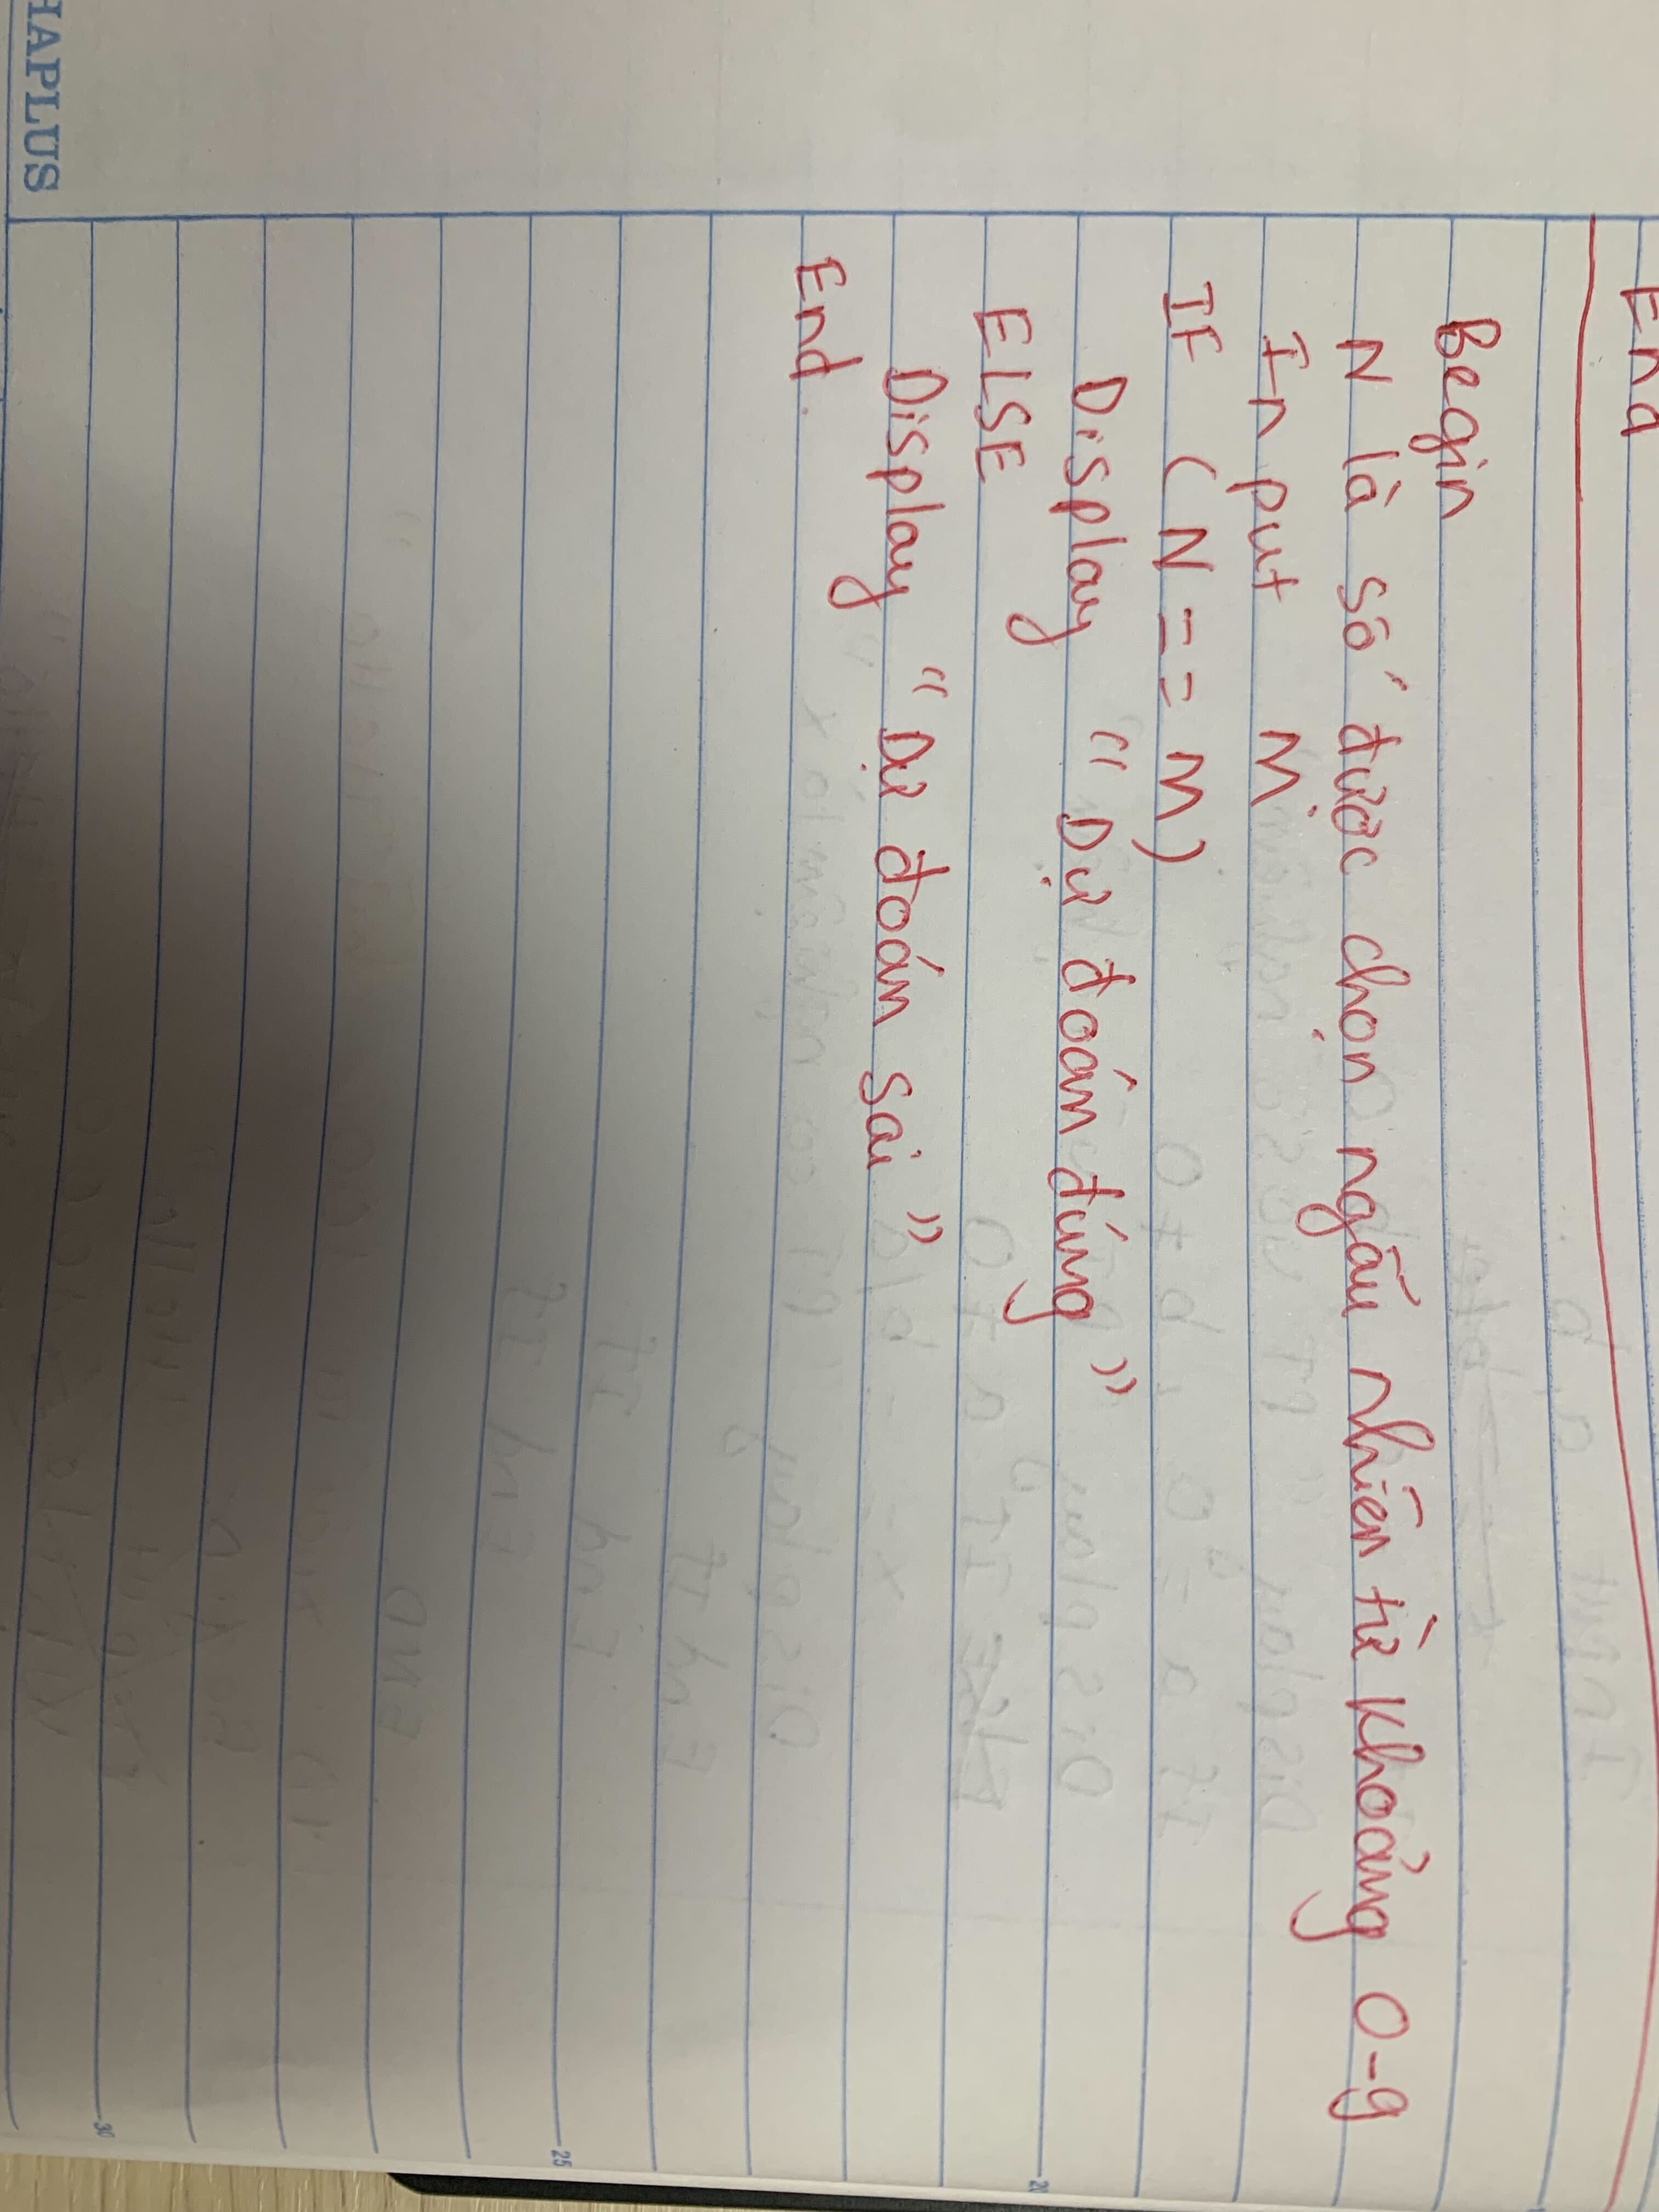 End
Begin
N là số được chọn ngẫu nhiên từ khoảng 0-9
Input M
IF (N == M)
Display "Dự đoán đúng"
ELSE
Display "Dự đoán sai"
End.
HAPLUS
20
25
30